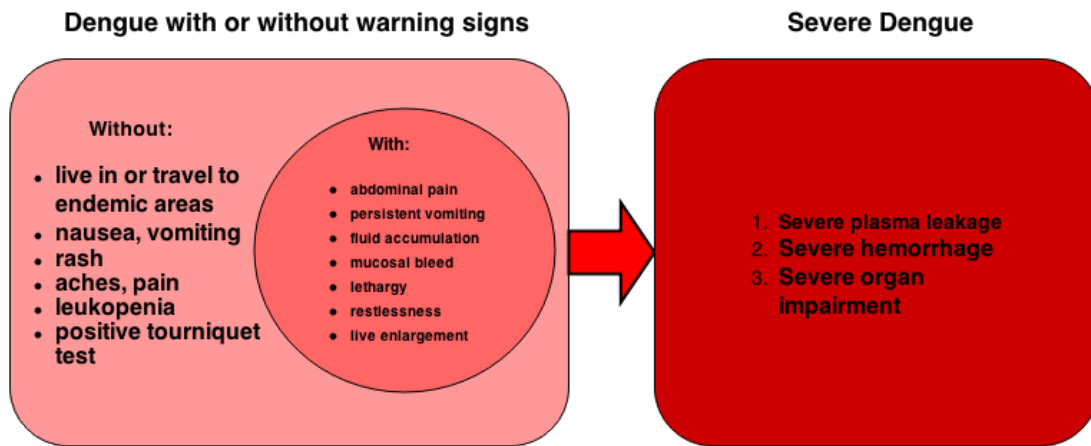 Dengue with or without warning signs
Severe Dengue
Without:
• live in or travel to
endemic areas
• nausea, vomiting
• rash
• aches, pain
• leukopenia
• positive tourniquet
test
With:
• abdominal pain
• persistent vomiting
• fluid accumulation
• mucosal bleed
• lethargy
• restlessness
• live enlargement
1. Severe plasma leakage
2. Severe hemorrhage
3. Severe organ
impairment